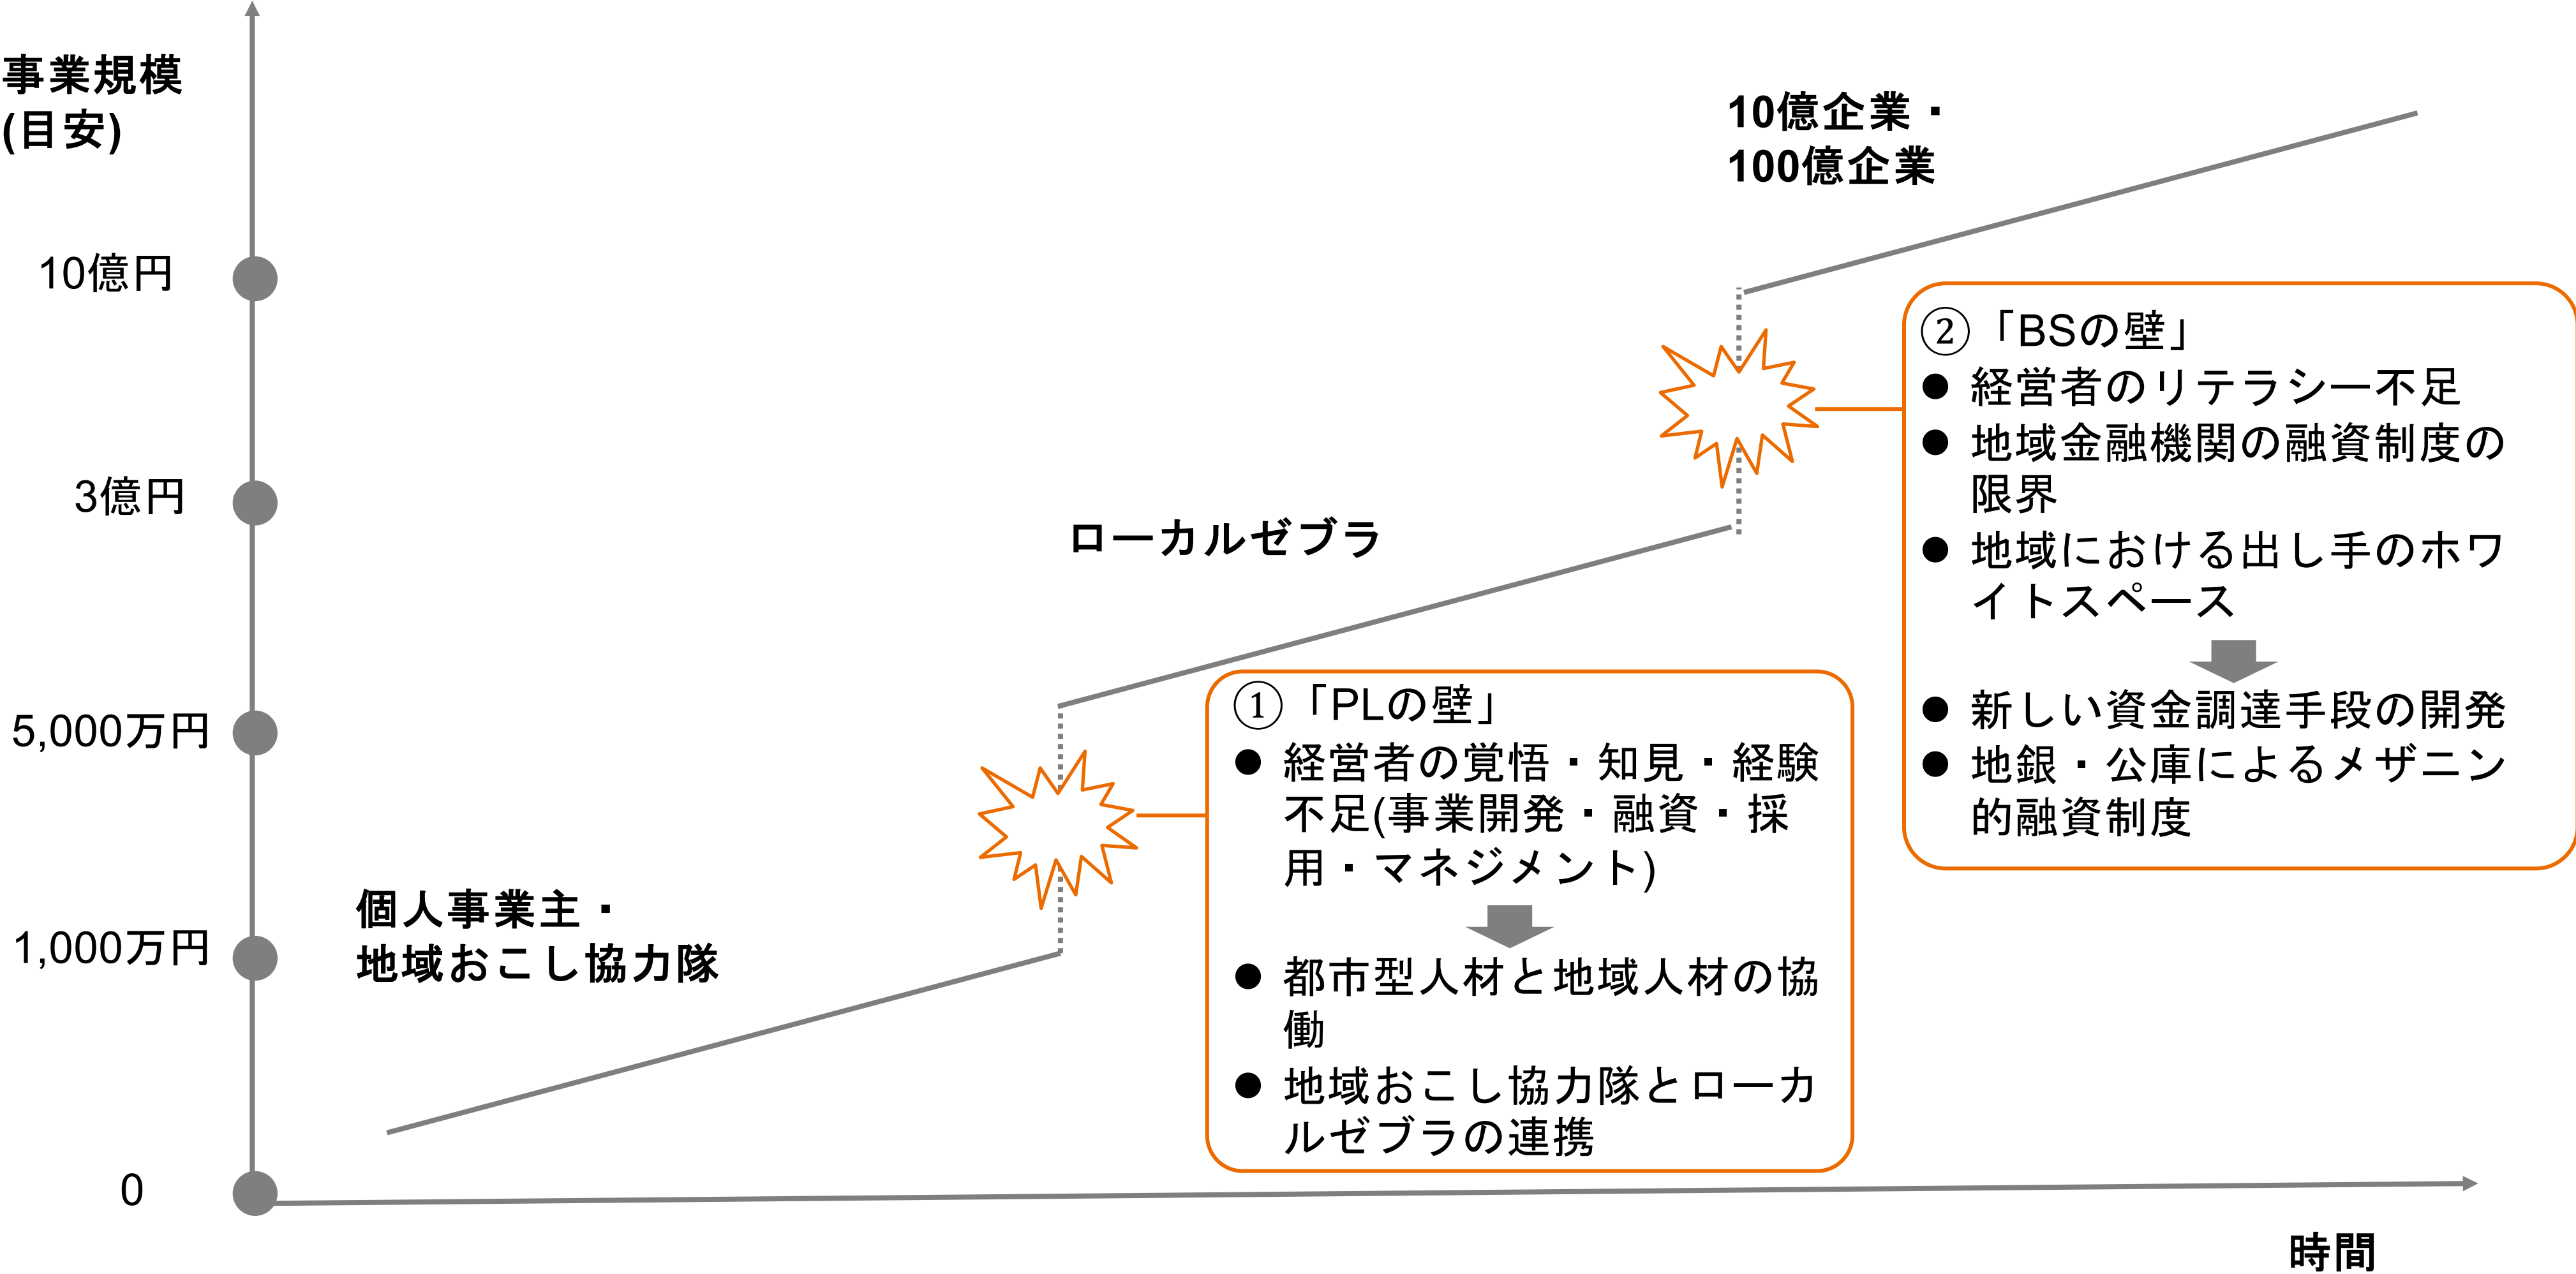 事業規模
(目安)
10億円
3億円
5,000万円
1,000万円
0
個人事業主・
地域おこし協力隊
ローカルゼブラ
10億企業・
100億企業
①「PLの壁」
● 経営者の覚悟・知見・経験
不足(事業開発・融資・採
用・マネジメント)
● 都市型人材と地域人材の協
働
● 地域おこし協力隊とローカ
ルゼブラの連携
②「BSの壁」
● 経営者のリテラシー不足
● 地域金融機関の融資制度の
限界
● 地域における出し手のホワ
イトスペース
● 新しい資金調達手段の開発
● 地銀・公庫によるメザニン
的融資制度
時間